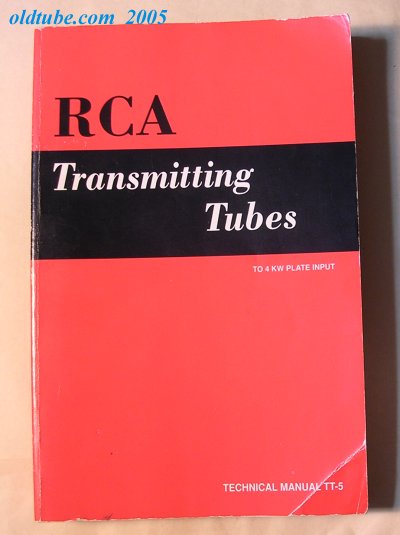 oldtube.com 2005
RCA
Transmitting
Tubes
TO 4 KW PLATE INPUT
TECHNICAL MANUAL TT-5